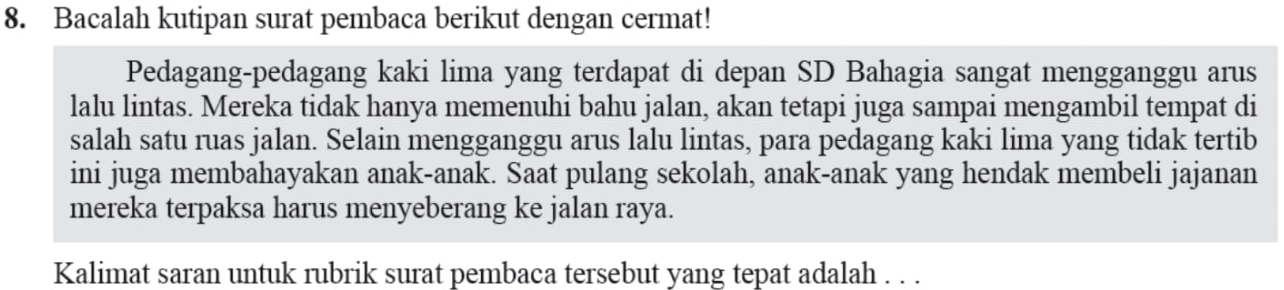 8. Bacalah kutipan surat pembaca berikut dengan cermat!
Pedagang-pedagang kaki lima yang terdapat di depan SD Bahagia sangat mengganggu arus
lalu lintas. Mereka tidak hanya memenuhi bahu jalan, akan tetapi juga sampai mengambil tempat di
salah satu ruas jalan. Selain mengganggu arus lalu lintas, para pedagang kaki lima yang tidak tertib
ini juga membahayakan anak-anak. Saat pulang sekolah, anak-anak yang hendak membeli jajanan
mereka terpaksa harus menyeberang ke jalan raya.
Kalimat saran untuk rubrik surat pembaca tersebut yang tepat adalah . . .